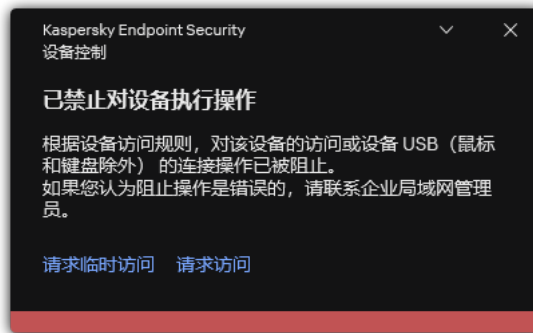 Kaspersky Endpoint Security
设备控制
已禁止对设备执行操作
根据设备访问规则，对该设备的访问或设备 USB（鼠标
和键盘除外） 的连接操作已被阻止。
如果您认为阻止操作是错误的，请联系企业局域网管理
员。
请求临时访问 请求访问